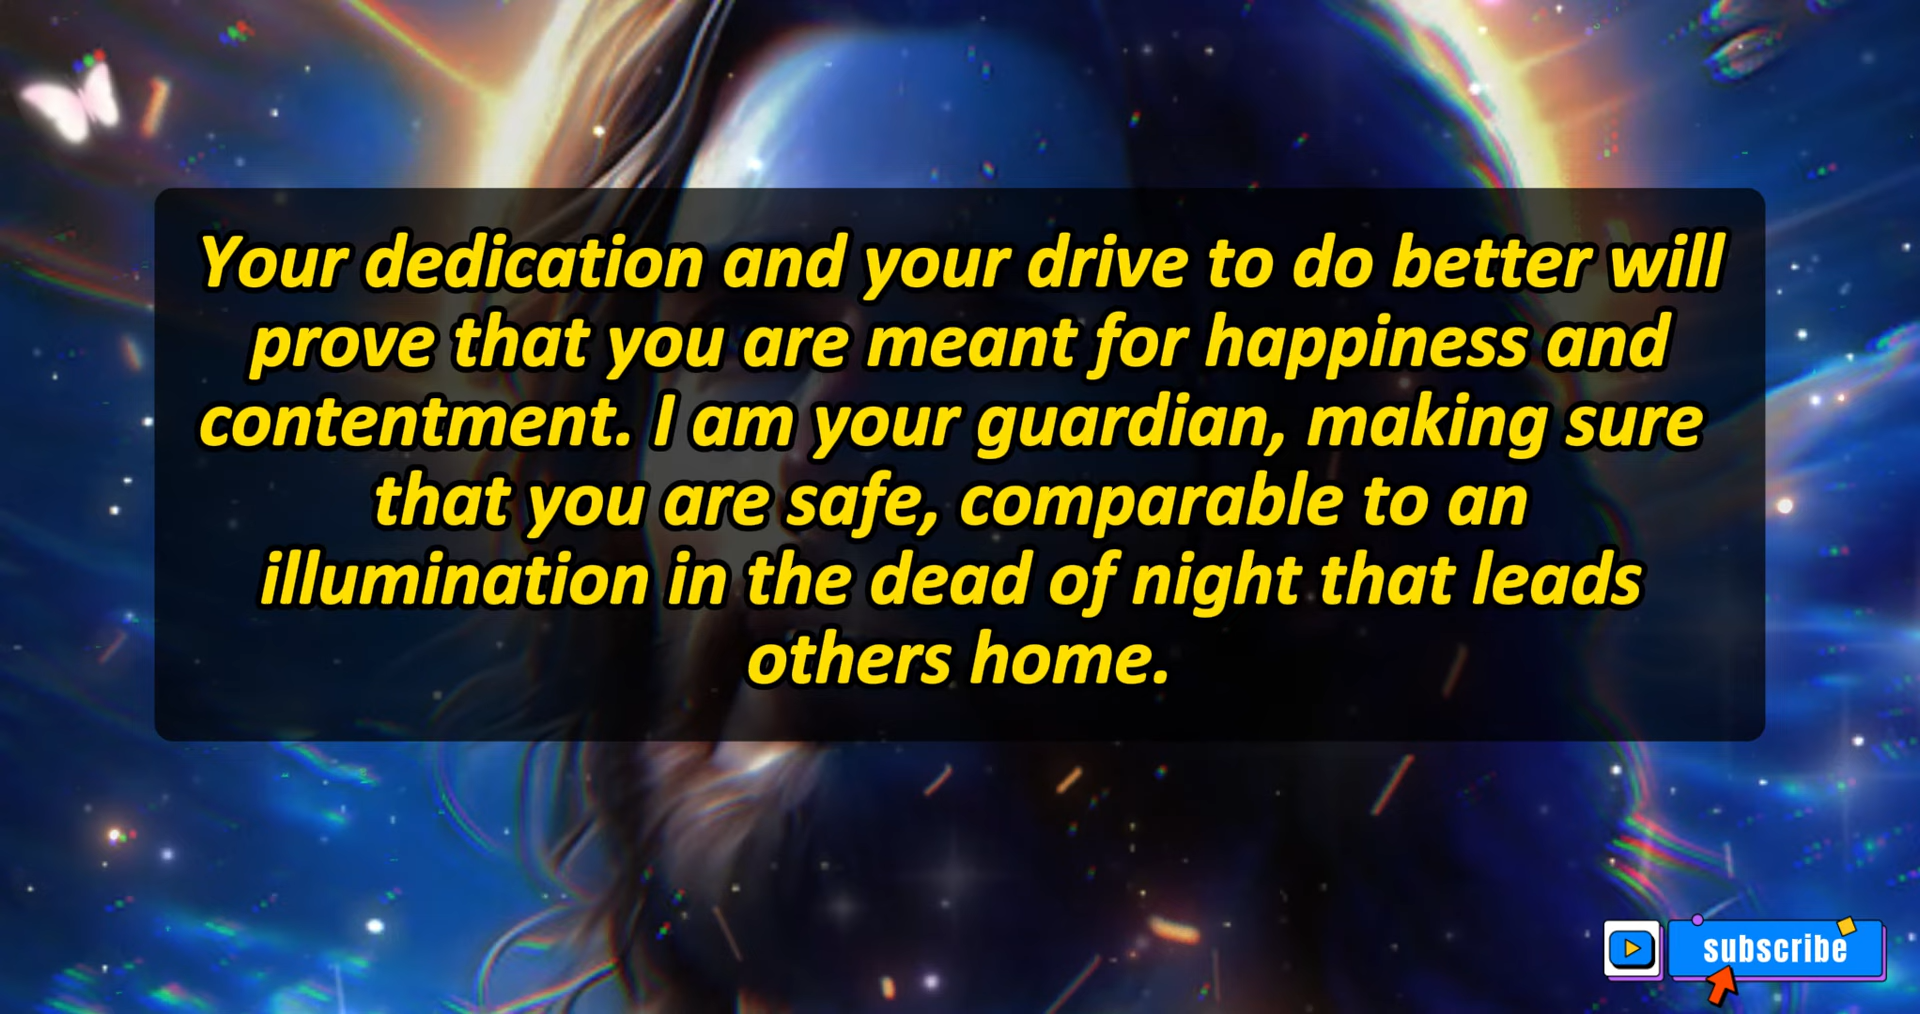 Your dedication and your drive to do better will
prove that you are meant for happiness and
contentment. I am your guardian, making sure
that you are safe, comparable to an
illumination in the dead of night that leads
others home.
subscribe